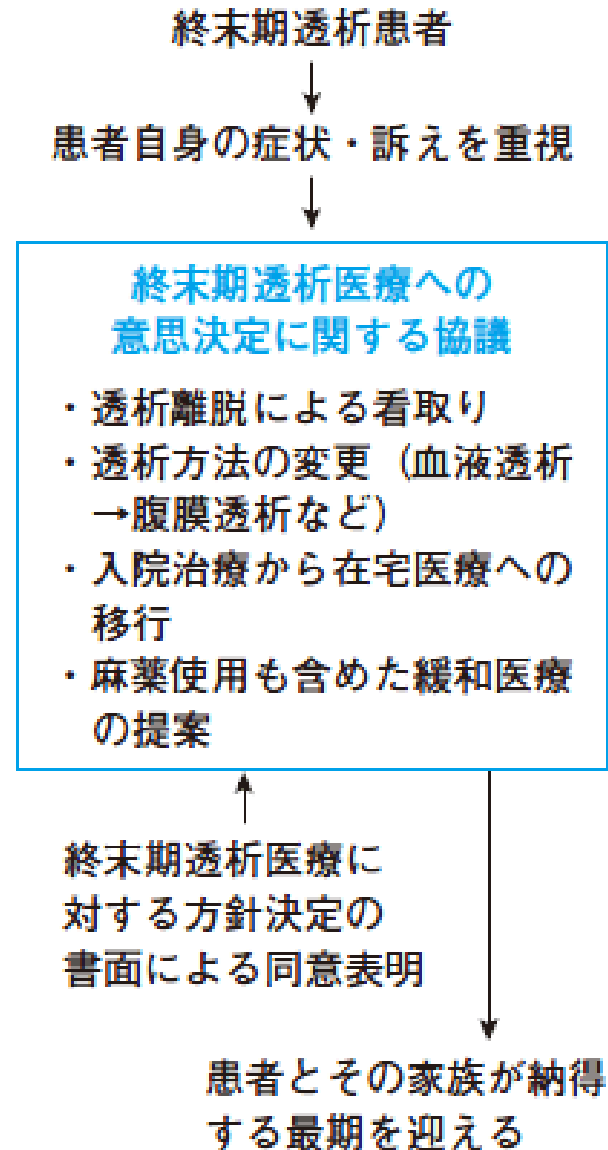 終末期透析患者
患者自身の症状・訴えを重視
終末期透析医療への
意思決定に関する協議
・透析離脱による看取り
・透析方法の変更（血液透析
→腹膜透析など）
・入院治療から在宅医療への
移行
・麻薬使用も含めた緩和医療
の提案
終末期透析医療に
対する方針決定の
書面による同意表明
患者とその家族が納得
する最期を迎える